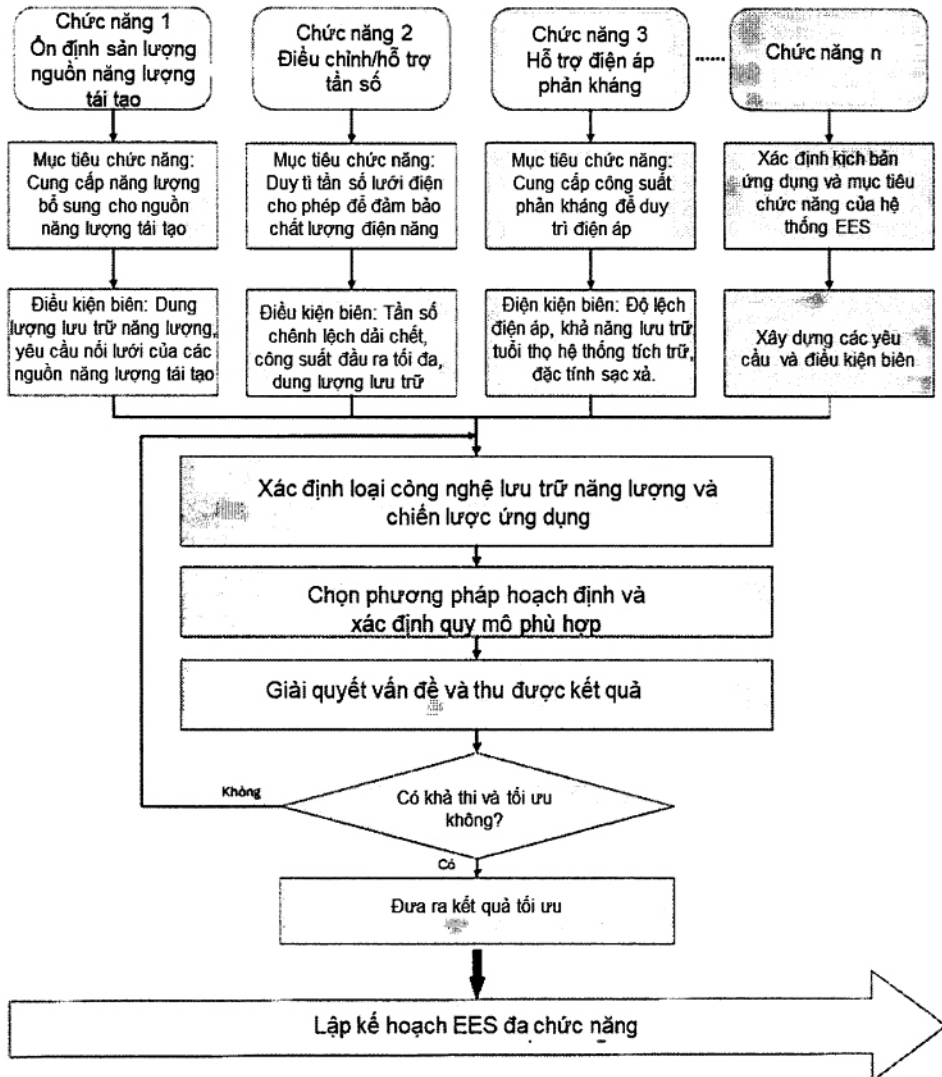 Chức năng 1
Ổn định sản lượng
nguồn năng lượng
tái tạo
Chức năng 2
Điều chỉnh/hỗ trợ
tần số
Chức năng 3
Hỗ trợ điện áp
phản kháng
......
Chức năng n
Mục tiêu chức năng:
Cung cấp năng lượng
bổ sung cho nguồn
năng lượng tái tạo
Mục tiêu chức năng:
Duy tì tần số lưới điện
cho phép để đảm bảo
chất lượng điện năng
Mục tiêu chức năng:
Cung cấp công suất
phản kháng để duy
trì điện áp
Xác định kịch bản
ứng dụng và mục tiêu
chức năng của hệ
thống EES
Điều kiện biên: Dung
lượng lưu trữ năng lượng,
yêu cầu nối lưới của các
nguồn năng lượng tái tạo
Điều kiện biên: Tần số
chênh lệch dải chết,
công suất đầu ra tối đa,
dung lượng lưu trữ
Điện kiện biên: Độ lệch
điện áp, khả năng lưu trữ
tuổi thọ hệ thống tích trữ,
đặc tính sạc xả.
Xây dựng các yêu
cầu và điều kiện biên
Xác định loại công nghệ lưu trữ năng lượng và
chiến lược ứng dụng
Chọn phương pháp hoạch định và
xác định quy mô phù hợp
Giải quyết vấn đề và thu được kết quả
Không
Có khả thi và tối ưu
không?
Có
Đưa ra kết quả tối ưu
Lập kế hoạch EES đa chức năng